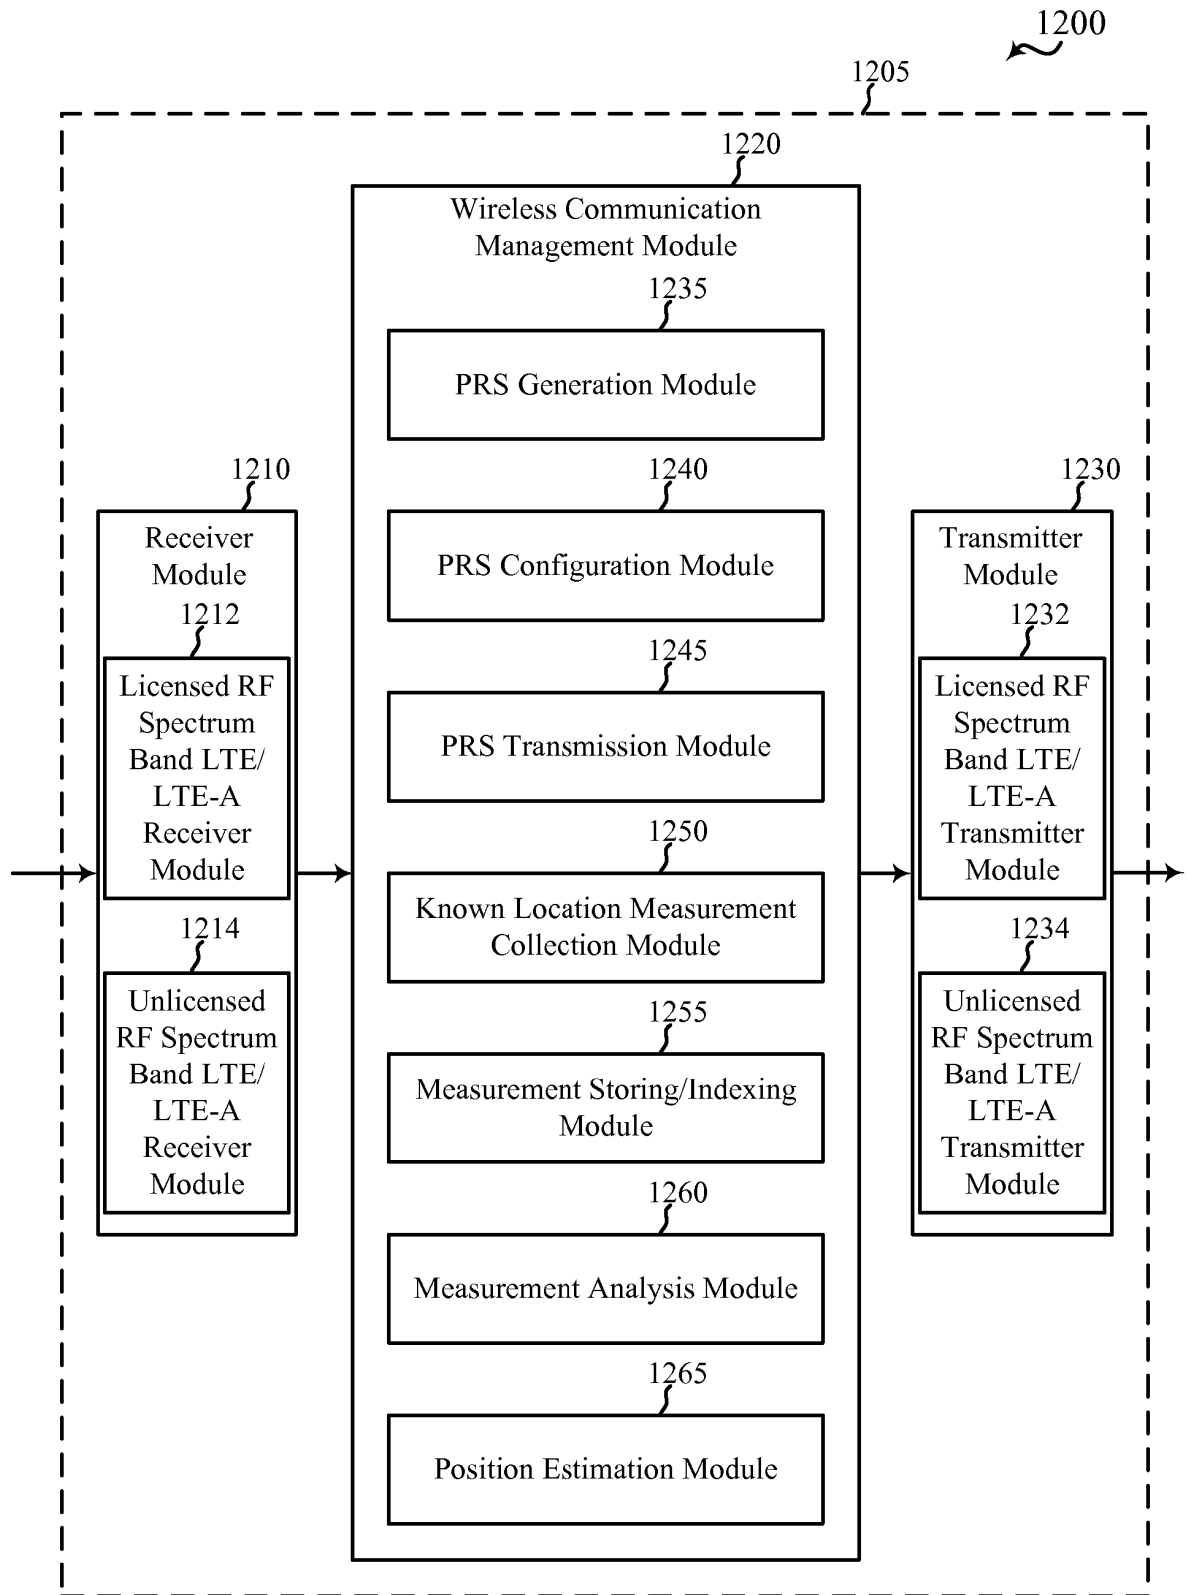 1200
1205
1220
Wireless Communication
Management Module
1235
PRS Generation Module
1210
Receiver
Module
1212
Licensed RF
Spectrum
Band LTE/
LTE-A
Receiver
Module
1214
Unlicensed
RF Spectrum
Band LTE/
LTE-A
Receiver
Module
1240
PRS Configuration Module
1245
PRS Transmission Module
1250
Known Location Measurement
Collection Module
1255
Measurement Storing/Indexing
Module
1260
Measurement Analysis Module
1265
Position Estimation Module
1230
Transmitter
Module
1232
Licensed RF
Spectrum
Band LTE/
LTE-A
Transmitter
Module
1234
Unlicensed
RF Spectrum
Band LTE/
LTE-A
Transmitter
Module